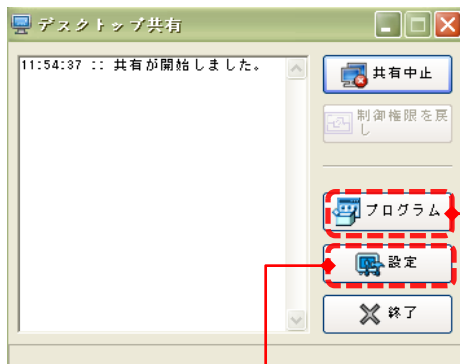 デスクトップ共有
11:54:37 :: 共有が開始しました。
共有中止
制御権限を戻
し
プログラム
設定
終了